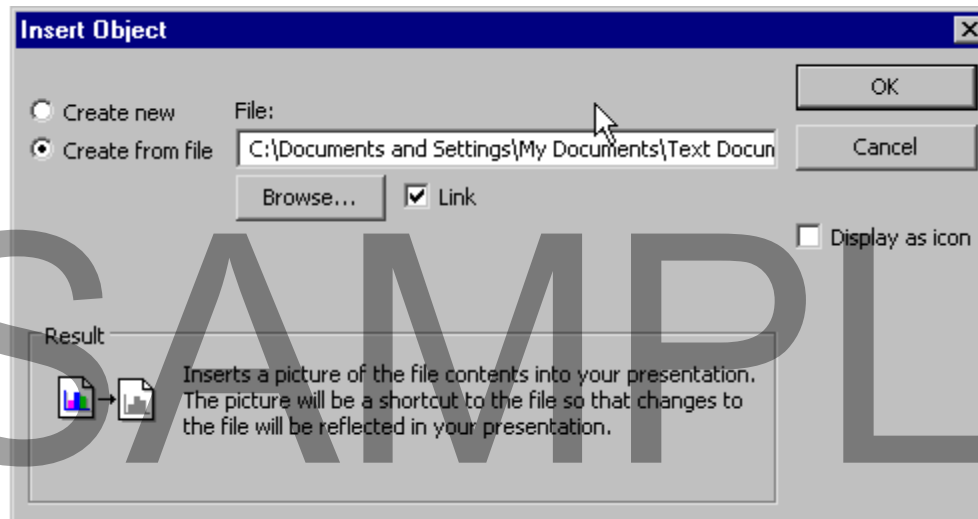 Insert Object
Create new
File:
OK
Create from file
C:\Documents and Settings\My Documents\Text Docun
Cancel
Browse...
Link
Display as icon
SAMPL
Result
Inserts a picture of the file contents into your presentation.
The picture will be a shortcut to the file so that changes to
the file will be reflected in your presentation.